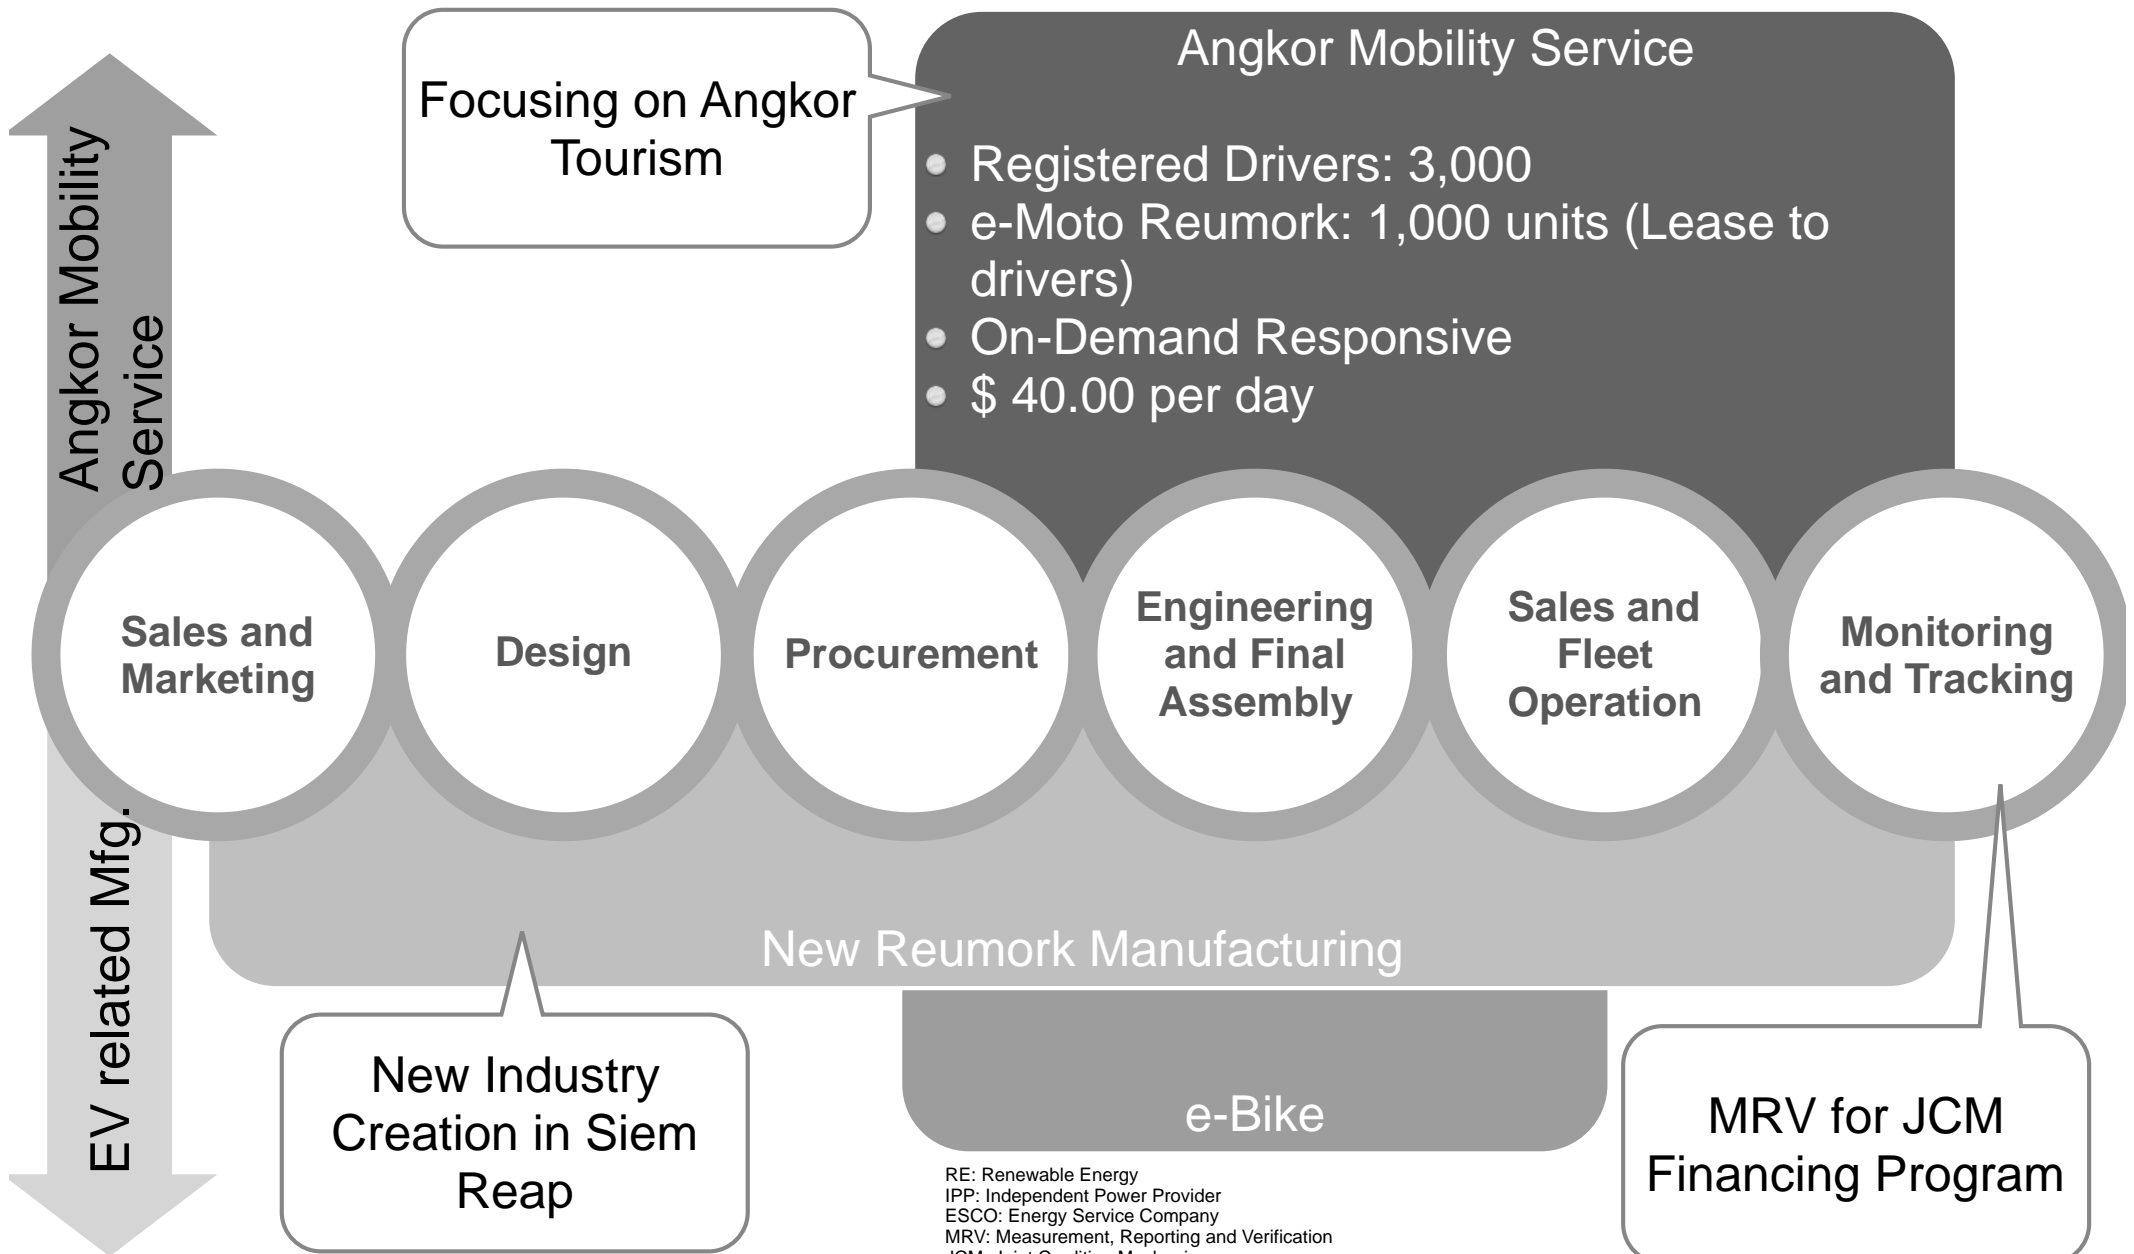 Angkor Mobility Service
Focusing on Angkor
Tourism
Registered Drivers: 3,000
e-Moto Reumork: 1,000 units (Lease to
drivers)
On-Demand Responsive
$ 40.00 per day
Angkor Mobility
Service
Sales and
Marketing
Design
Procurement
Engineering
and Final
Assembly
Sales and
Fleet
Operation
Monitoring
and Tracking
EV related Mfg.
New Reumork Manufacturing
New Industry
Creation in Siem
Reap
e-Bike
MRV for JCM
Financing Program
RE: Renewable Energy
IPP: Independent Power Provider
ESCO: Energy Service Company
MRV: Measurement, Reporting and Verification